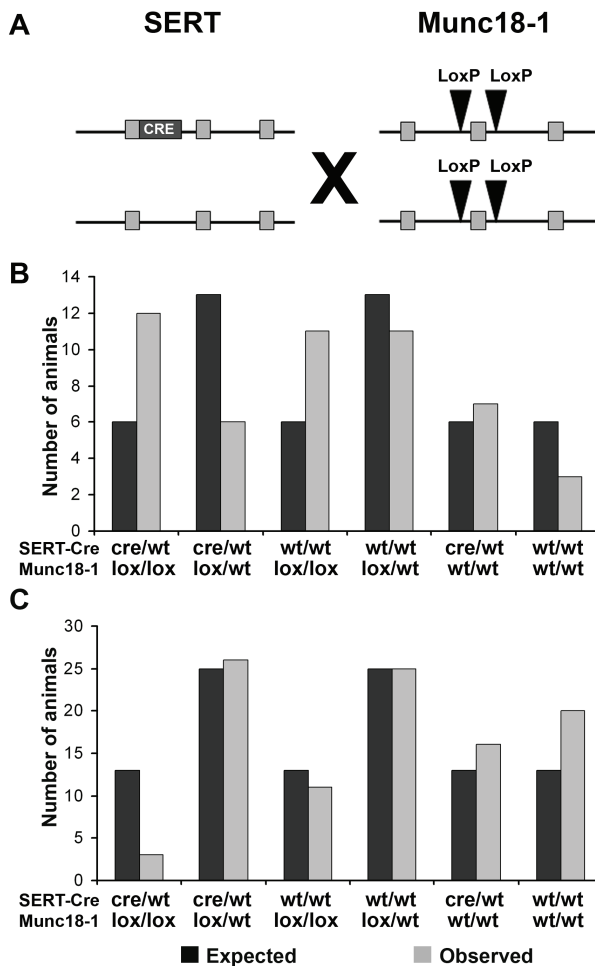 A SERT Munc18-1
LoxP LoxP
CRE
X
LoxP LoxP
B
Number of animals
14
12
10
8
6
4
2
0
SERT-Cre cre/wt cre/wt wt/wt wt/wt cre/wt wt/wt
Munc18-1 lox/lox lox/wt lox/lox lox/wt wt/wt wt/wt
C
Number of animals
30
25
20
15
10
5
0
SERT-Cre cre/wt cre/wt wt/wt wt/wt cre/wt wt/wt
Munc18-1 lox/lox lox/wt lox/lox lox/wt wt/wt wt/wt
Expected Observed